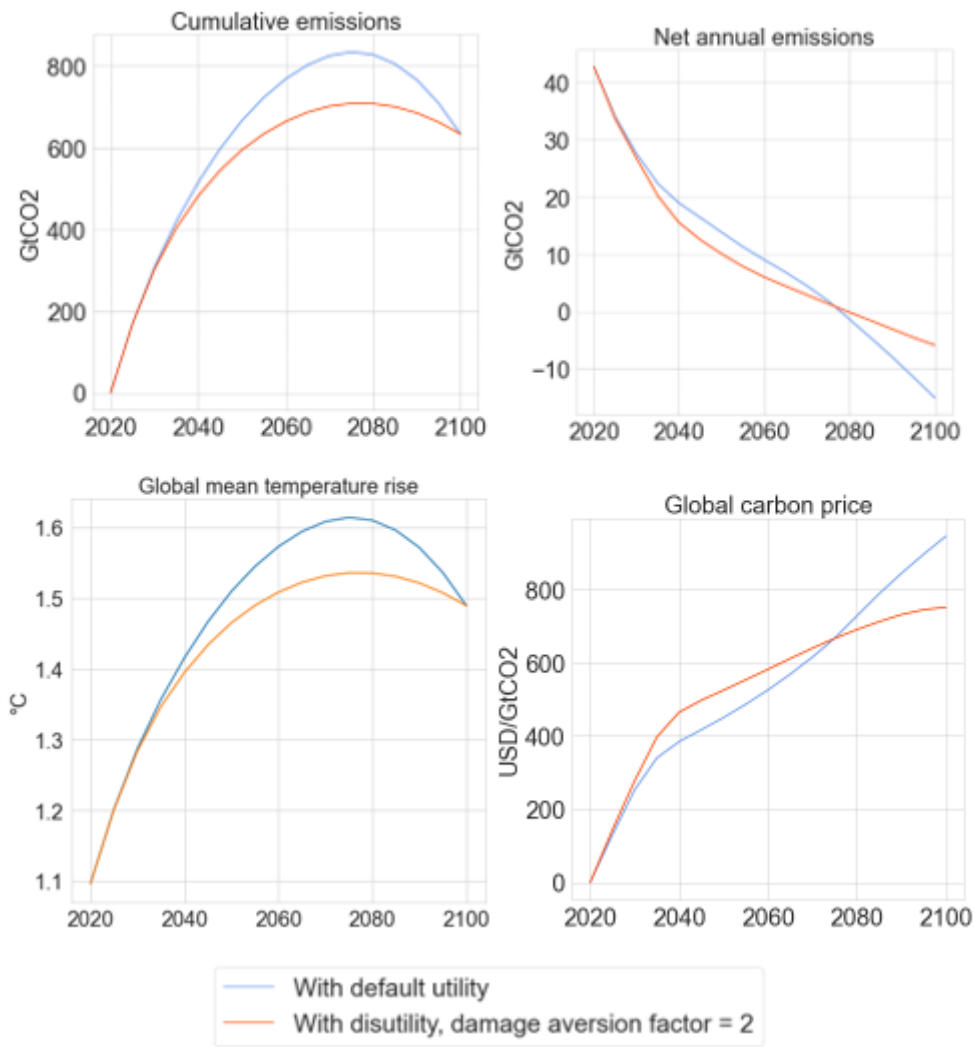 Cumulative emissions
GtCO2
800
600
400
200
0
2020 2040 2060 2080 2100
Net annual emissions
GtCO2
40
30
20
10
0
−10
2020 2040 2060 2080 2100
Global mean temperature rise
°C
1.6
1.5
1.4
1.3
1.2
1.1
2020 2040 2060 2080 2100
Global carbon price
USD/GtCO2
800
600
400
200
0
2020 2040 2060 2080 2100
With default utility
With disutility, damage aversion factor = 2